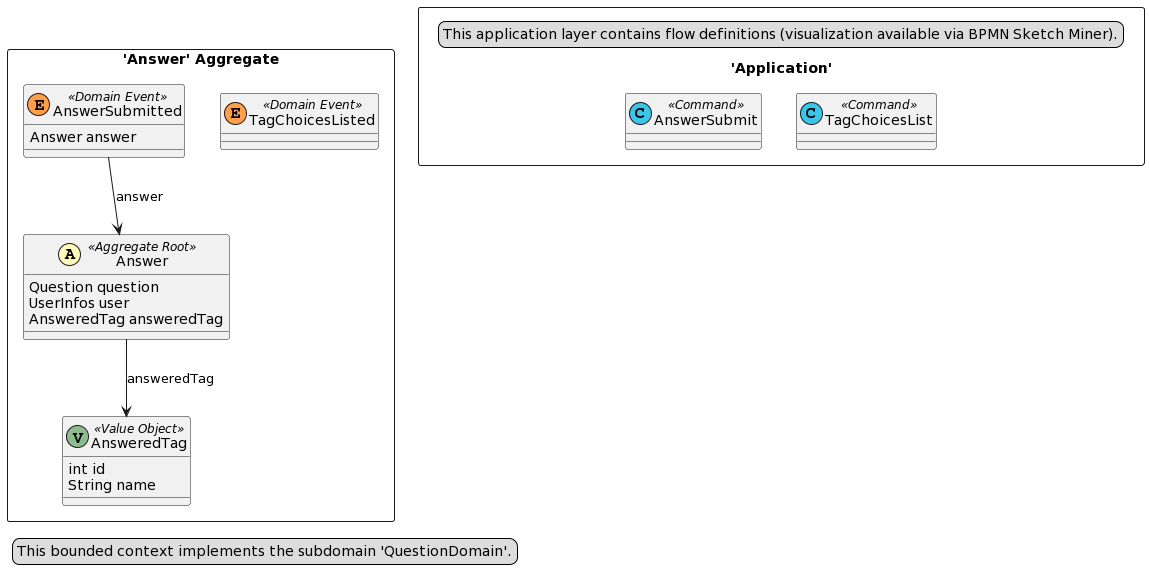 This application layer contains flow definitions (visualization available via BPMN Sketch Miner).
'Application'
C «Command»
AnswerSubmit
C «Command»
TagChoicesList
'Answer' Aggregate
E «Domain Event»
AnswerSubmitted
Answer answer
E «Domain Event»
TagChoicesListed
answer
A «Aggregate Root»
Answer
Question question
UserInfos user
AnsweredTag answeredTag
answeredTag
V «Value Object»
AnsweredTag
int id
String name
This bounded context implements the subdomain 'QuestionDomain'.